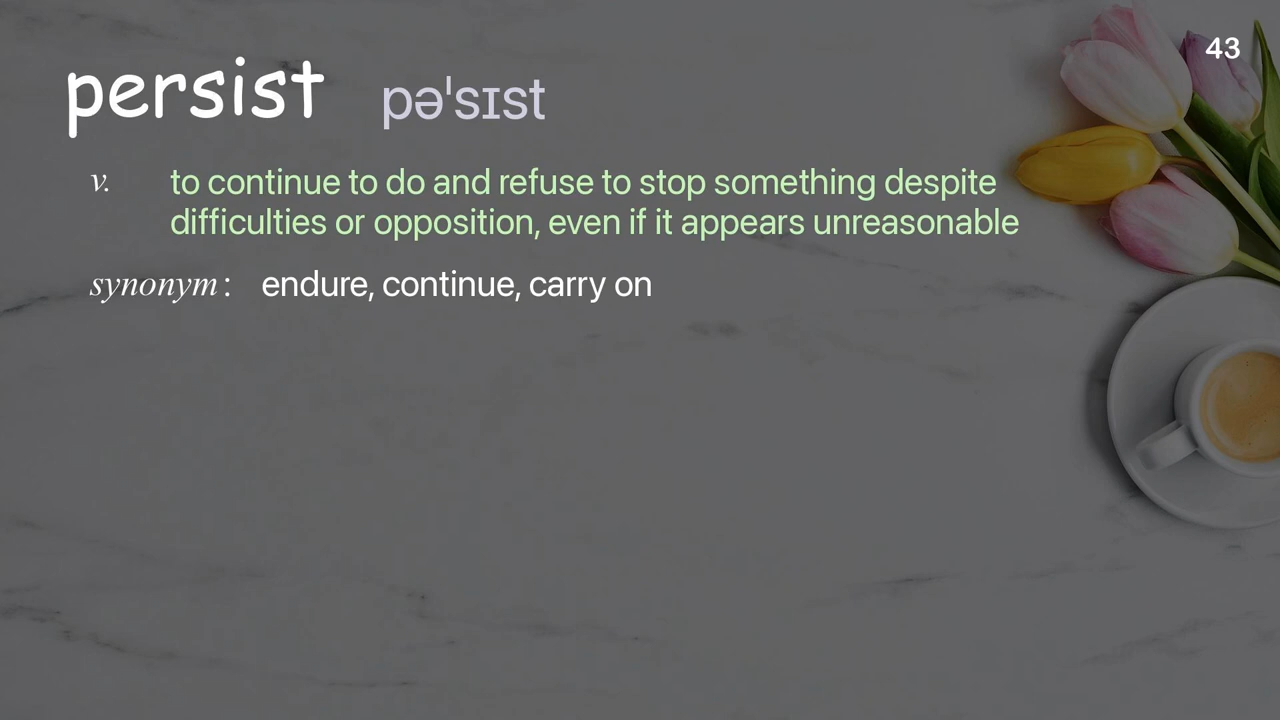 43
persist pəˈsɪst
v. to continue to do and refuse to stop something despite
difficulties or opposition, even if it appears unreasonable
synonym : endure, continue, carry on